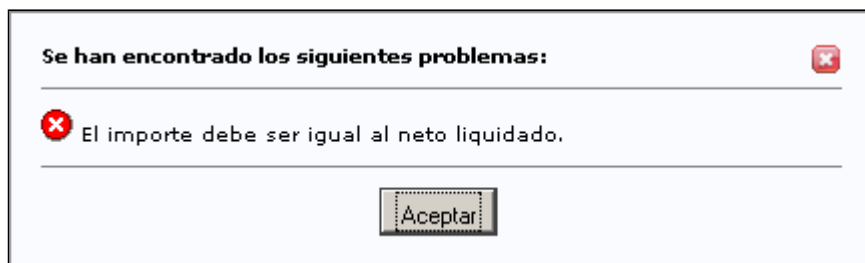 Se han encontrado los siguientes problemas:
El importe debe ser igual al neto liquidado.
Aceptar